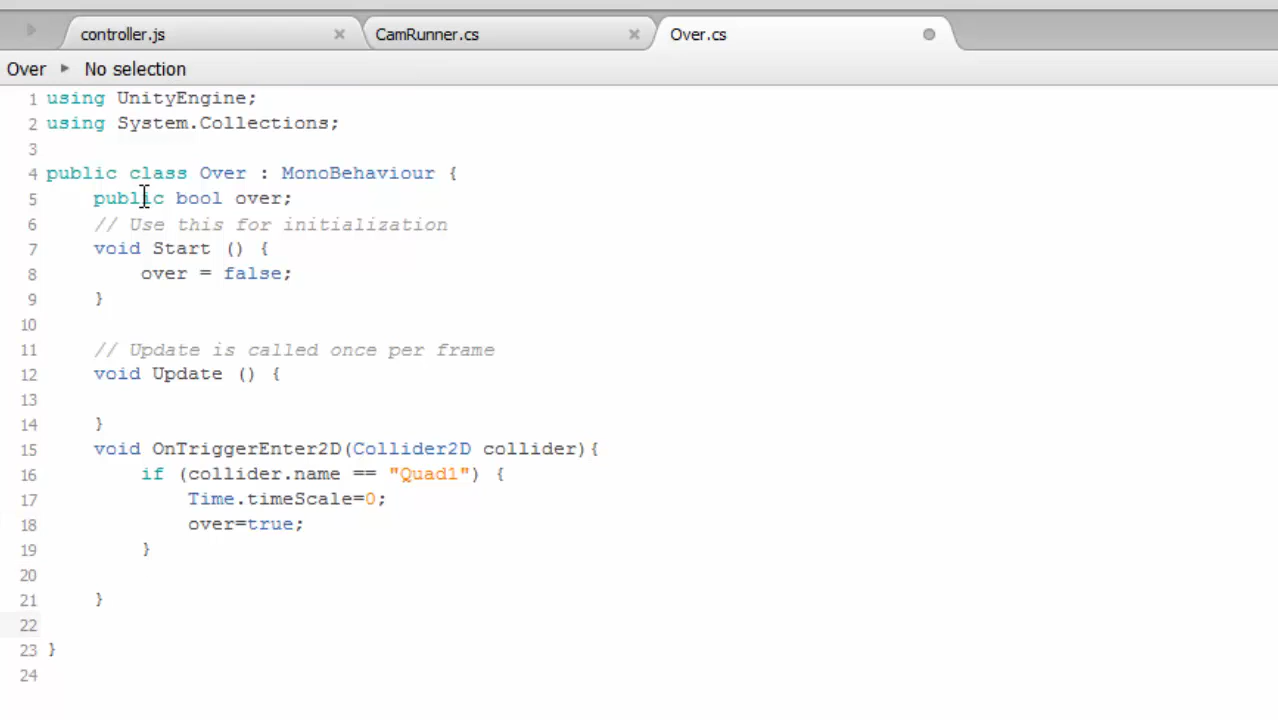 controller.js × CamRunner.cs × Over.cs
Over ▸ No selection
1 using UnityEngine;
2 using System.Collections;
3
4 public class Over : MonoBehaviour {
5 public bool over;
6 // Use this for initialization
7 void Start () {
8 over = false;
9 }
10
11 // Update is called once per frame
12 void Update () {
13
14 }
15 void OnTriggerEnter2D(Collider2D collider){
16 if (collider.name == "Quad1") {
17 Time.timeScale=0;
18 over=true;
19 }
20
21 }
22
23 }
24